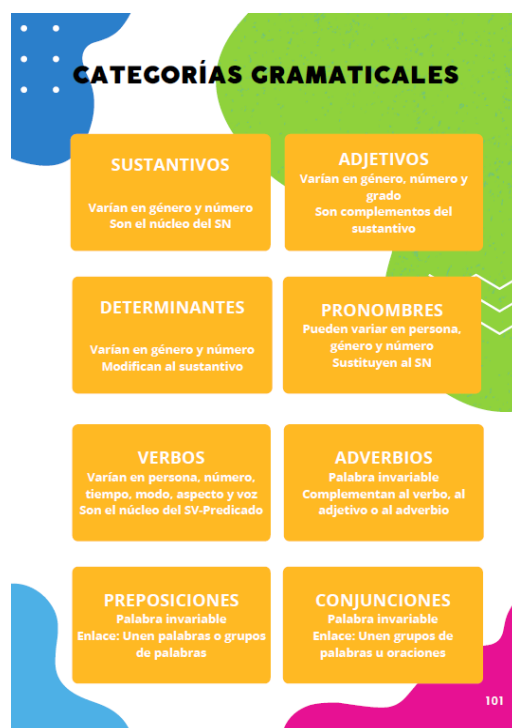 CATEGORÍAS GRAMATICALES
SUSTANTIVOS
Varían en género y número
Son el núcleo del SN
ADJETIVOS
Varían en género, número y
grado
Son complementos del
sustantivo
DETERMINANTES
Varían en género y número
Modifican al sustantivo
PRONOMBRES
Pueden variar en persona,
género y número
Sustituyen al SN
VERBOS
Varían en persona, número,
tiempo, modo, aspecto y voz
Son el núcleo del SV-Predicado
ADVERBIOS
Palabra invariable
Complementan al verbo, al
adjetivo o al adverbio
PREPOSICIONES
Palabra invariable
Enlace: Unen palabras o grupos
de palabras
CONJUNCIONES
Palabra invariable
Enlace: Unen grupos de
palabras u oraciones
101